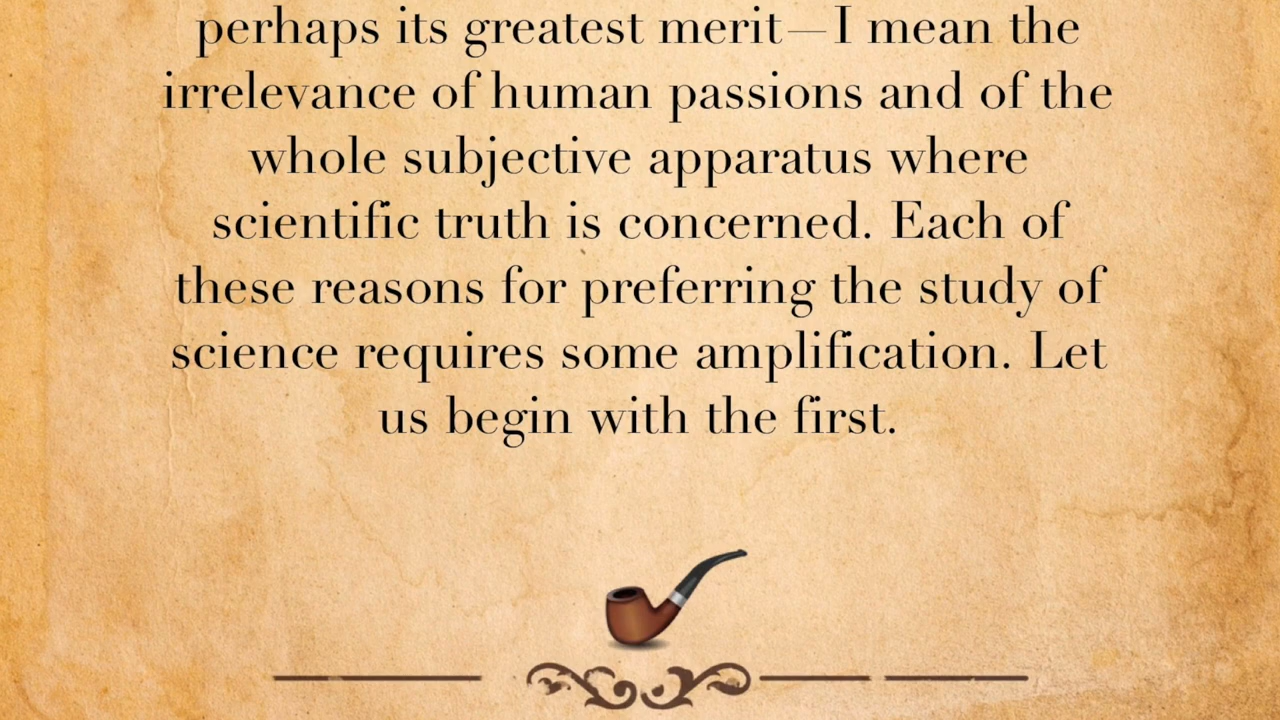 perhaps its greatest merit—I mean the
irrelevance of human passions and of the
whole subjective apparatus where
scientific truth is concerned. Each of
these reasons for preferring the study of
science requires some amplification. Let
us begin with the first.